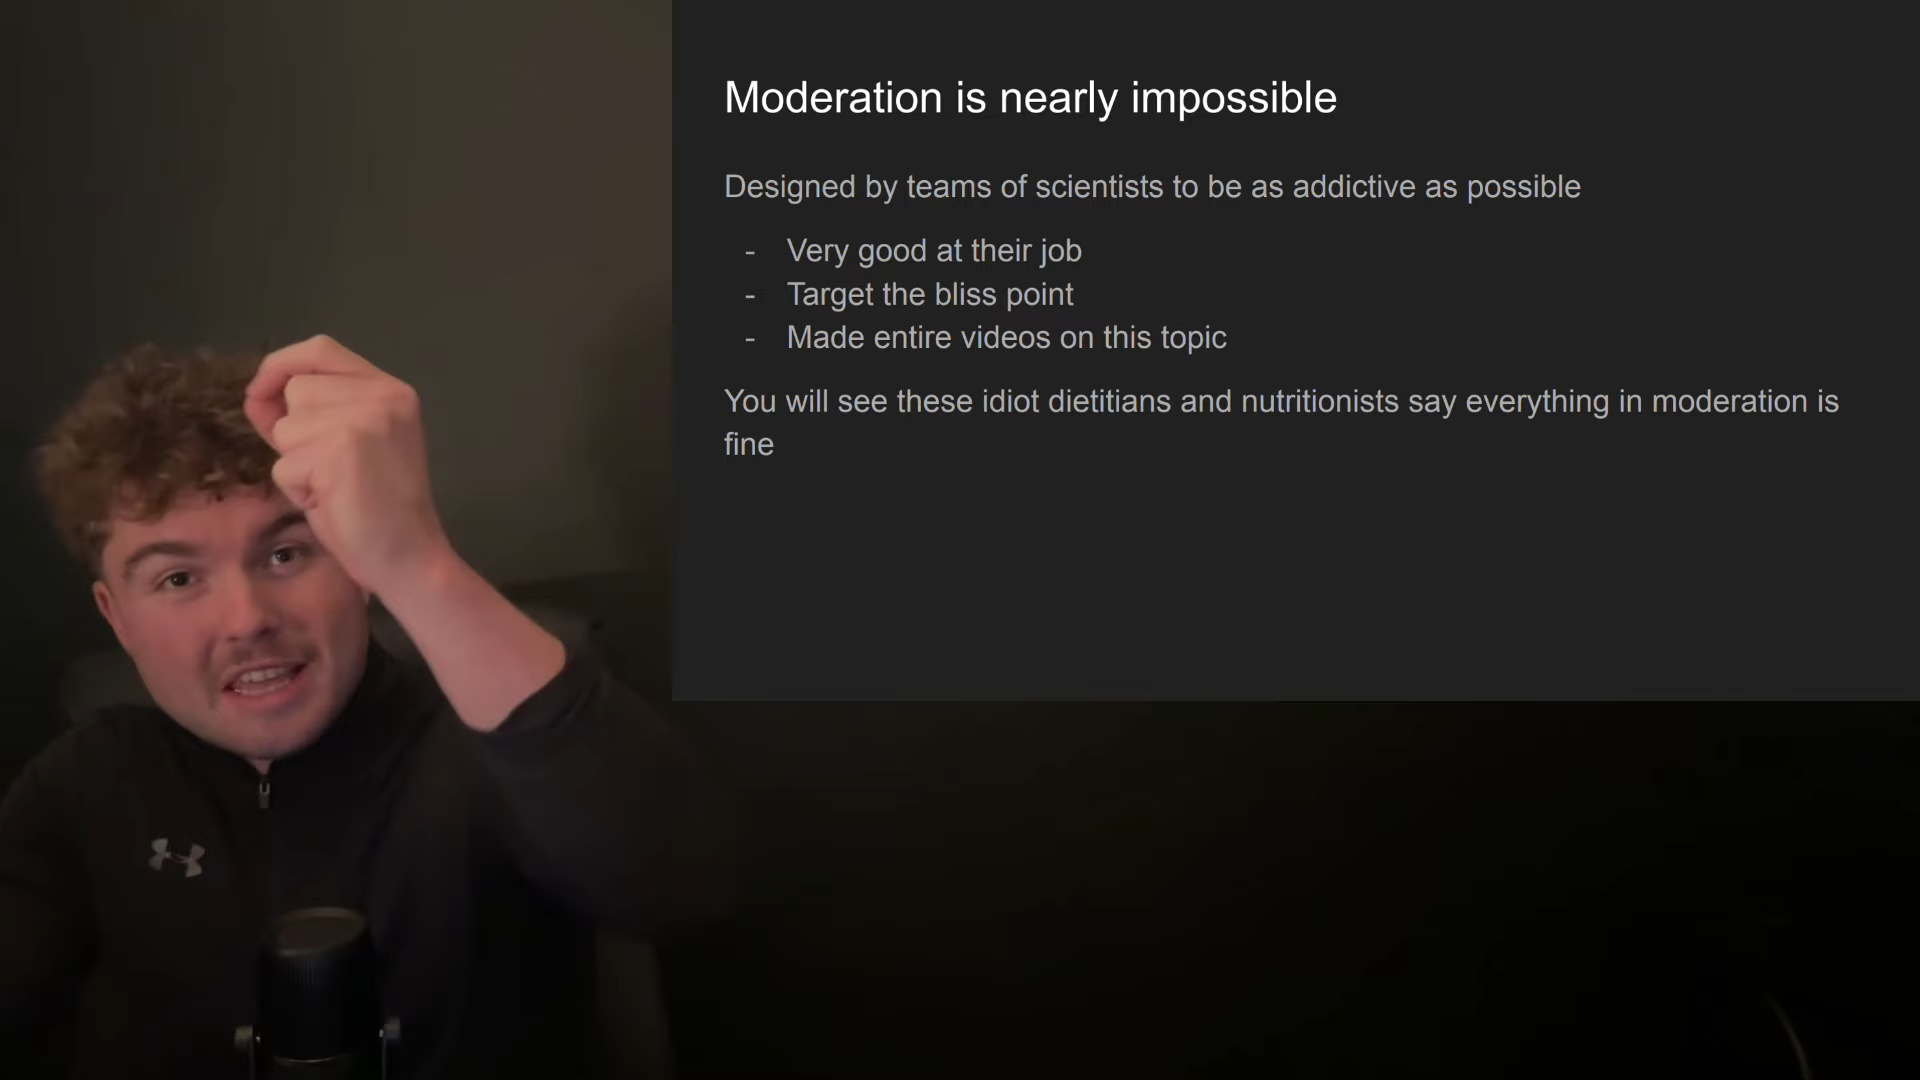 Moderation is nearly impossible
Designed by teams of scientists to be as addictive as possible
- Very good at their job
- Target the bliss point
- Made entire videos on this topic
You will see these idiot dietitians and nutritionists say everything in moderation is
fine